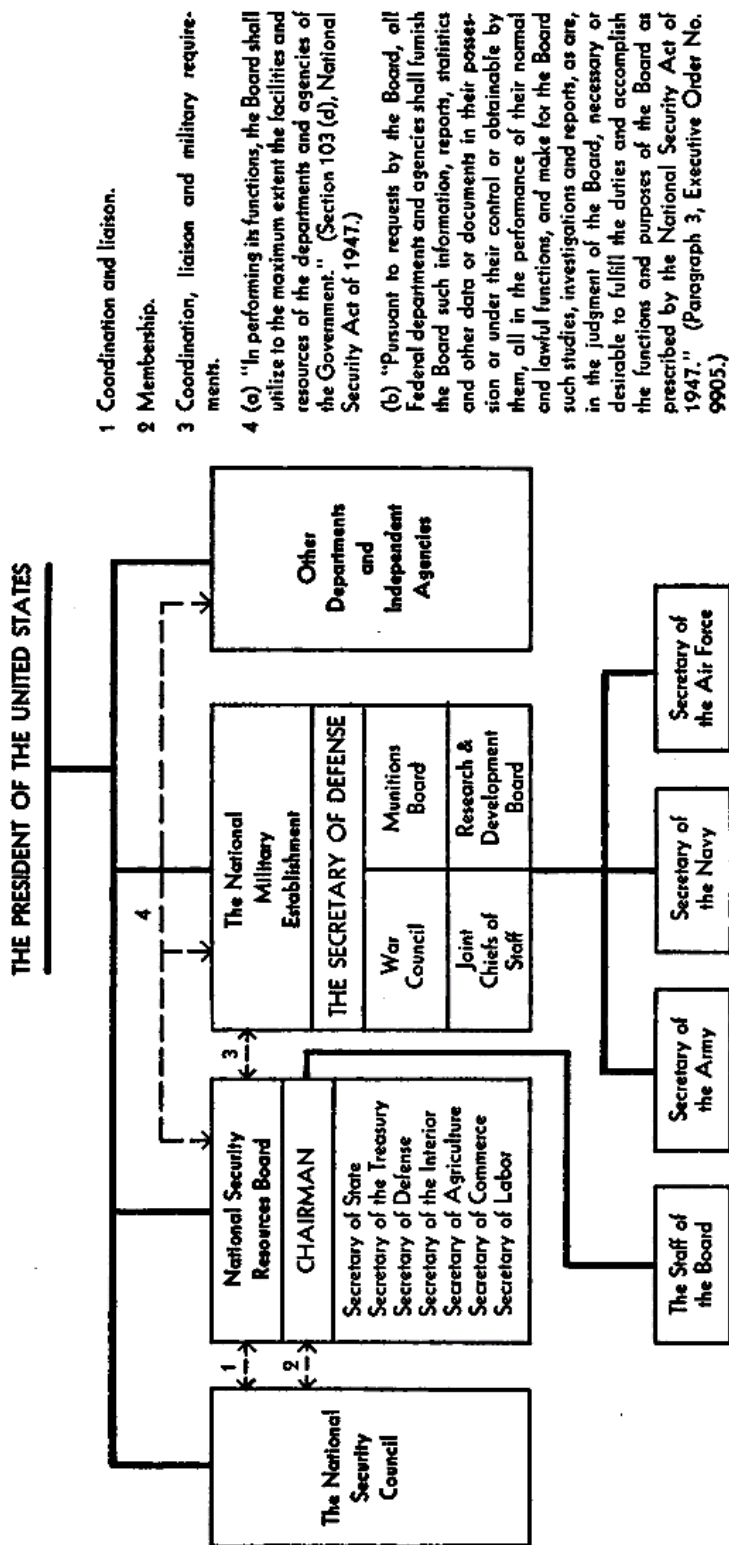 THE PRESIDENT OF THE UNITED STATES
4
The National
Security
Council
1
2
National Security
Resources Board
CHAIRMAN
Secretary of State
Secretary of the Treasury
Secretary of Defense
Secretary of the Interior
Secretary of Agriculture
Secretary of Commerce
Secretary of Labor
3
The National
Military
Establishment
THE SECRETARY OF DEFENSE
War
Council
Munitions
Board
Joint
Chiefs of
Staff
Research &
Development
Board
Other
Departments
and
Independent
Agencies
The Staff of
the Board
Secretary of
the Army
Secretary of
the Navy
Secretary of
the Air Force
1 Coordination and liaison.
2 Membership.
3 Coordination, liaison and military require-
ments.
4 (a) "In performing its functions, the Board shall
utilize to the maximum extent the facilities and
resources of the departments and agencies of
the Government." (Section 103 (d), National
Security Act of 1947.)
(b) "Pursuant to requests by the Board, all
Federal departments and agencies shall furnish
the Board such information, reports, statistics
and other data or documents in their posses-
sion or under their control or obtainable by
them, all in the performance of their normal
and lawful functions, and make for the Board
such studies, investigations and reports, as are,
in the judgment of the Board, necessary or
desirable to fulfill the duties and accomplish
the functions and purposes of the Board as
prescribed by the National Security Act of
1947." (Paragraph 3, Executive Order No.
9905.)